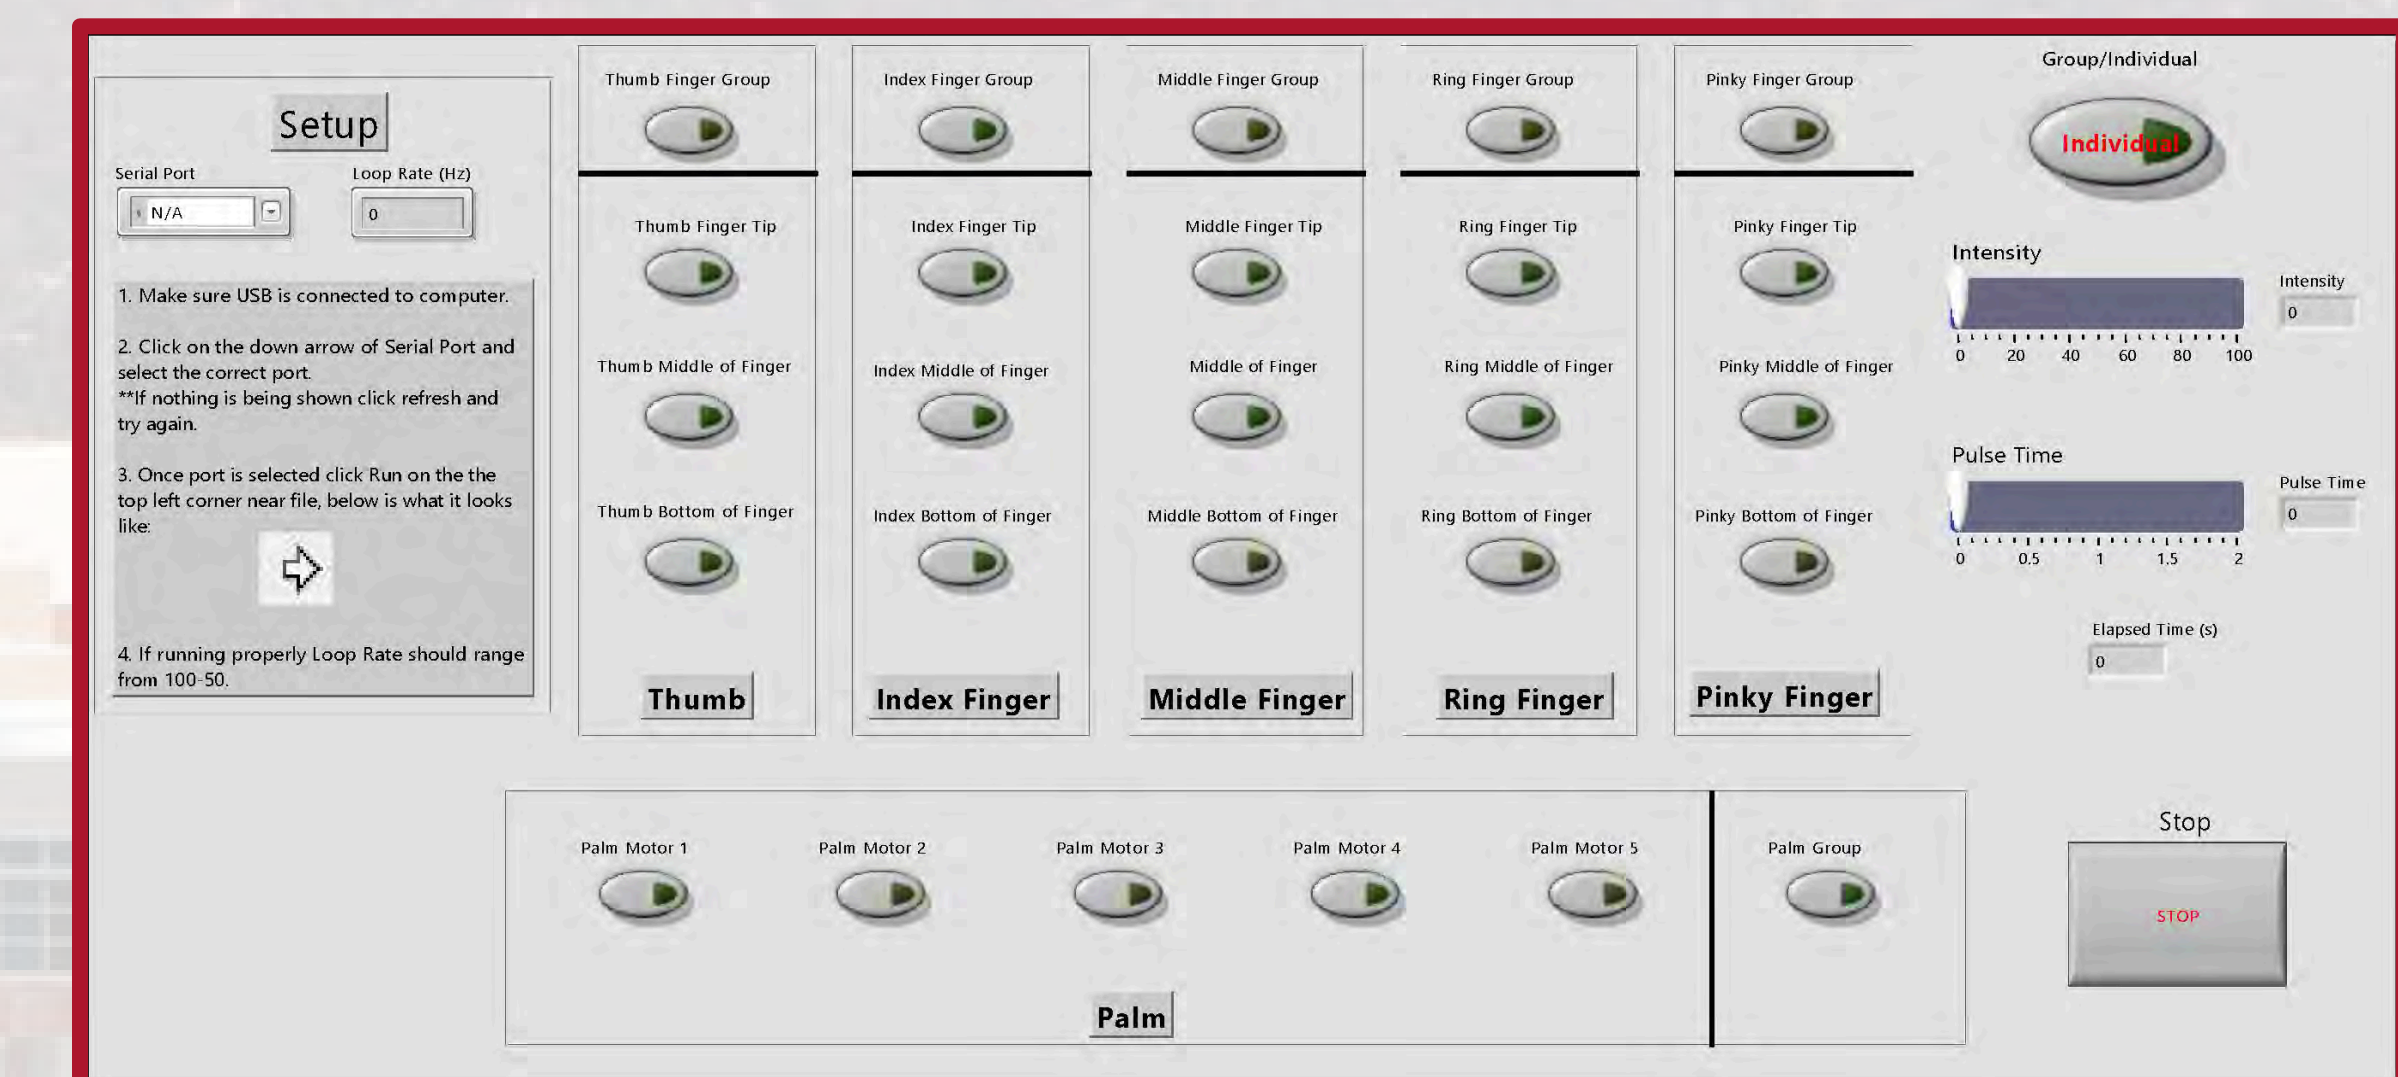 Setup
Serial Port
Loop Rate (Hz)
N/A
0
1. Make sure USB is connected to computer.
2. Click on the down arrow of Serial Port and
select the correct port.
**If nothing is being shown click refresh and
try again.
3. Once port is selected click Run on the the
top left corner near file, below is what it looks
like:
4. If running properly Loop Rate should range
from 100-50.
Thumb Finger Group
Thumb Finger Tip
Thumb Middle of Finger
Thumb Bottom of Finger
Thumb
Index Finger Group
Index Finger Tip
Index Middle of Finger
Index Bottom of Finger
Index Finger
Middle Finger Group
Middle Finger Tip
Middle of Finger
Middle Bottom of Finger
Middle Finger
Ring Finger Group
Ring Finger Tip
Ring Middle of Finger
Ring Bottom of Finger
Ring Finger
Pinky Finger Group
Pinky Finger Tip
Pinky Middle of Finger
Pinky Bottom of Finger
Pinky Finger
Group/Individual
Individual
Intensity
0 20 40 60 80 100
Intensity
0
Pulse Time
0 0.5 1 1.5 2
Pulse Time
0
Elapsed Time (s)
0
Palm Motor 1
Palm Motor 2
Palm Motor 3
Palm Motor 4
Palm Motor 5
Palm Group
Palm
Stop
STOP